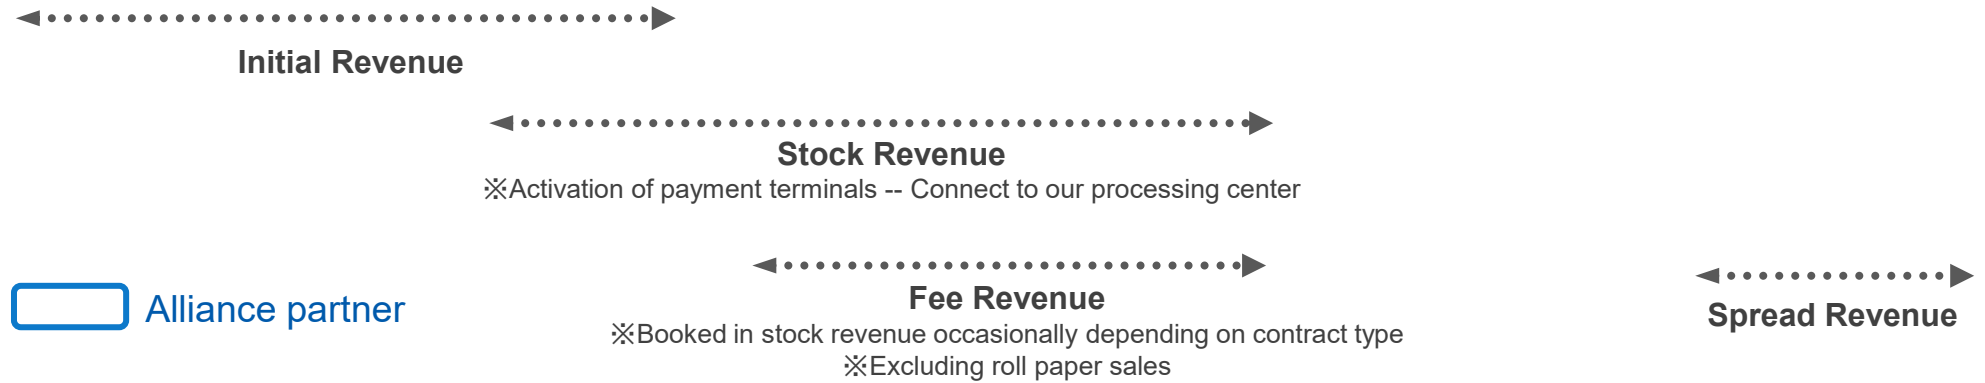 Initial Revenue
Stock Revenue
※Activation of payment terminals -- Connect to our processing center
Fee Revenue
※Booked in stock revenue occasionally depending on contract type
※Excluding roll paper sales
Alliance partner
Spread Revenue